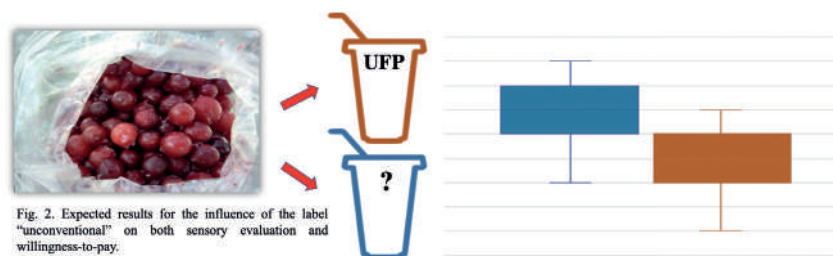 UFP
?
Fig. 2. Expected results for the influence of the label
“unconventional” on both sensory evaluation and
willingness-to-pay.